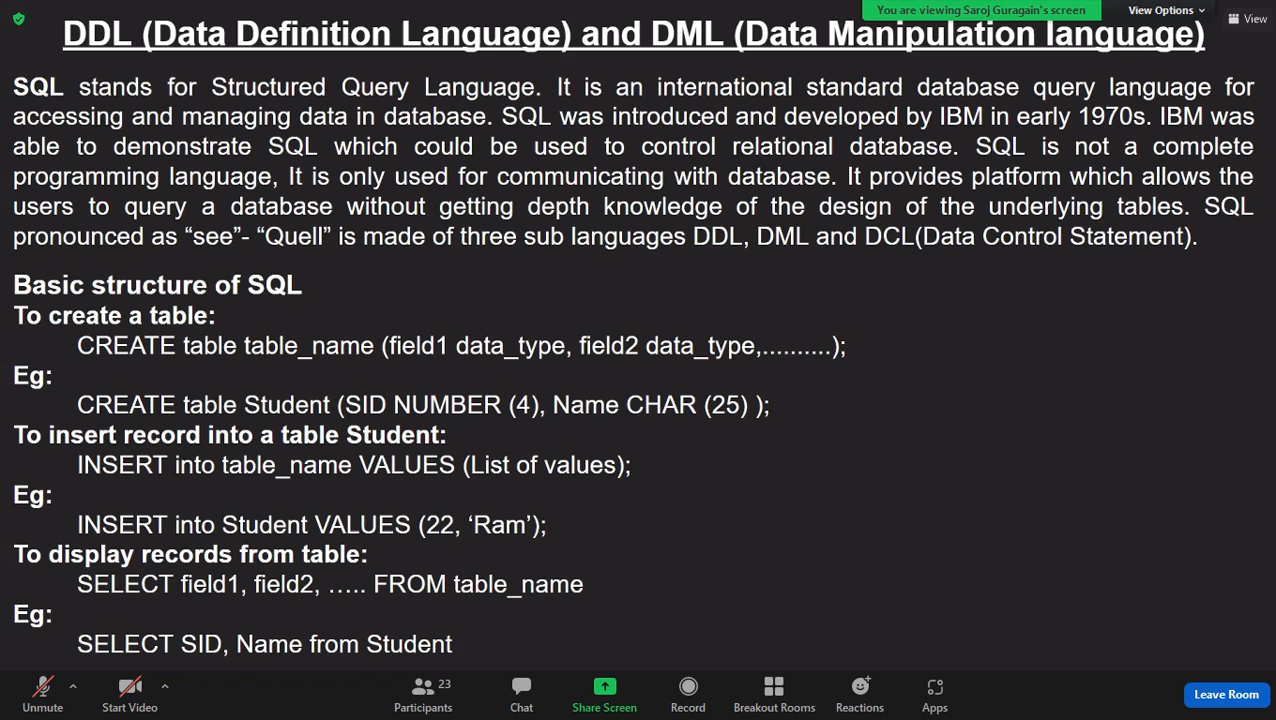 You are viewing Saroj Guragain's screen
View Options
View
DDL (Data Definition Language) and DML (Data Manipulation language)
SQL stands for Structured Query Language. It is an international standard database query language for
accessing and managing data in database. SQL was introduced and developed by IBM in early 1970s. IBM was
able to demonstrate SQL which could be used to control relational database. SQL is not a complete
programming language, It is only used for communicating with database. It provides platform which allows the
users to query a database without getting depth knowledge of the design of the underlying tables. SQL
pronounced as “see”- “Quell” is made of three sub languages DDL, DML and DCL(Data Control Statement).
Basic structure of SQL
To create a table:
CREATE table table_name (field1 data_type, field2 data_type,..........);
Eg:
CREATE table Student (SID NUMBER (4), Name CHAR (25) );
To insert record into a table Student:
INSERT into table_name VALUES (List of values);
Eg:
INSERT into Student VALUES (22, ‘Ram’);
To display records from table:
SELECT field1, field2, ….. FROM table_name
Eg:
SELECT SID, Name from Student
Unmute
Start Video
23
Participants
Chat
Share Screen
Record
Breakout Rooms
Reactions
Apps
Leave Room